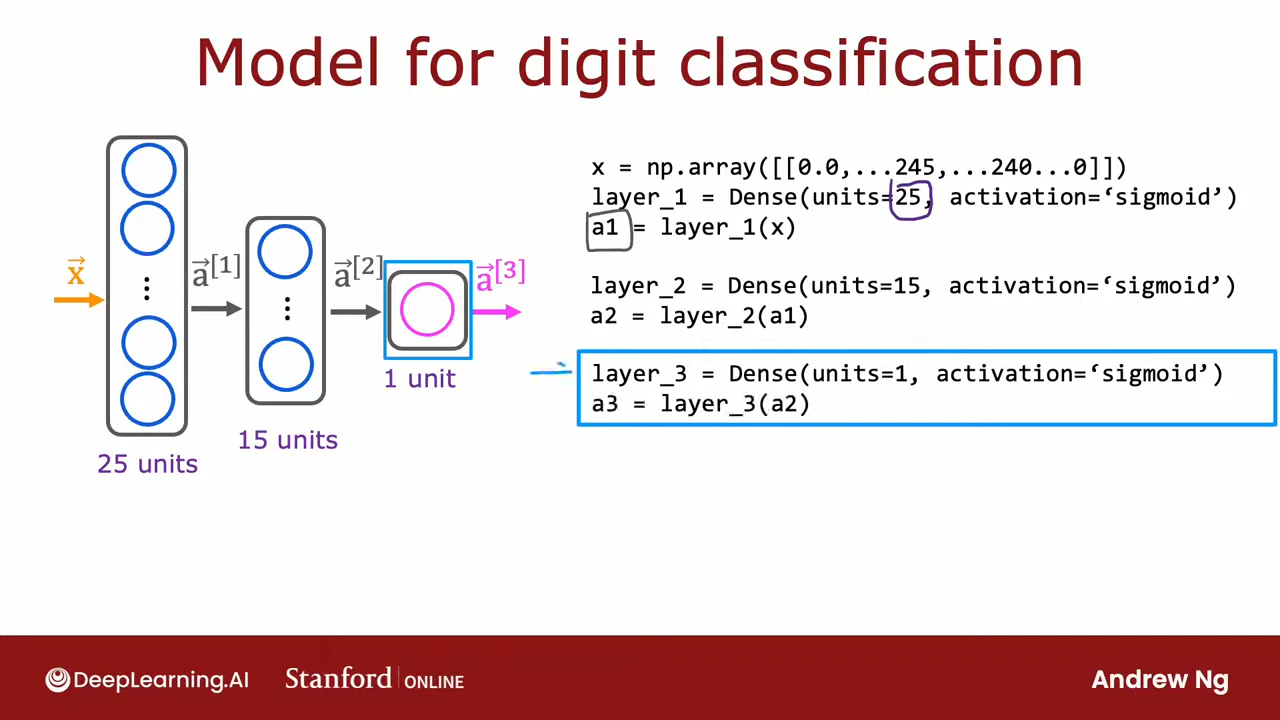 Model for digit classification
x = np.array([[0.0,...245,...240...0]])
layer_1 = Dense(units=25, activation=‘sigmoid’)
a1 = layer_1(x)
layer_2 = Dense(units=15, activation=‘sigmoid’)
a2 = layer_2(a1)
layer_3 = Dense(units=1, activation=‘sigmoid’)
a3 = layer_3(a2)
x⃗
a⃗[1]
a⃗[2]
a⃗[3]
1 unit
15 units
25 units
DeepLearning.AI
Stanford | ONLINE
Andrew Ng